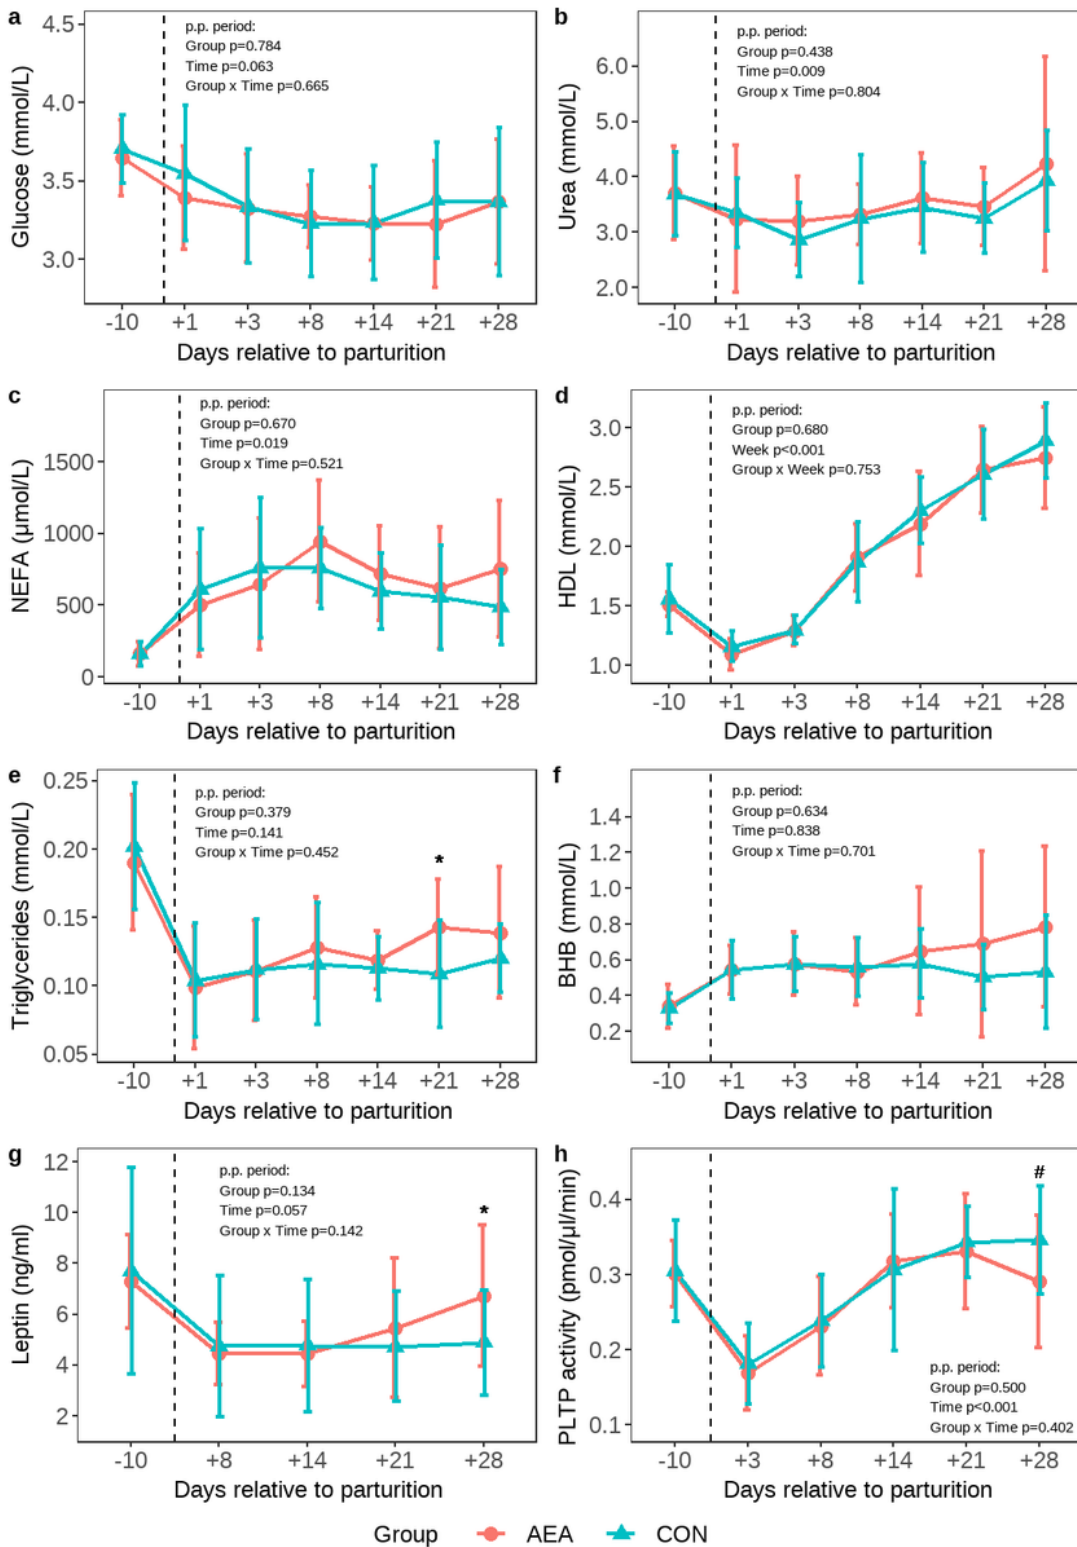 a
p.p. period:
Group p=0.784
Time p=0.063
Group x Time p=0.665
Glucose (mmol/L)
4.5
4.0
3.5
3.0
-10 +1 +3 +8 +14 +21 +28
Days relative to parturition
b
p.p. period:
Group p=0.438
Time p=0.009
Group x Time p=0.804
Urea (mmol/L)
6.0
5.0
4.0
3.0
2.0
-10 +1 +3 +8 +14 +21 +28
Days relative to parturition
c
p.p. period:
Group p=0.670
Time p=0.019
Group x Time p=0.521
NEFA (µmol/L)
1500
1000
500
0
-10 +1 +3 +8 +14 +21 +28
Days relative to parturition
d
p.p. period:
Group p=0.680
Week p<0.001
Group x Week p=0.753
HDL (mmol/L)
3.0
2.5
2.0
1.5
1.0
-10 +1 +3 +8 +14 +21 +28
Days relative to parturition
e
p.p. period:
Group p=0.379
Time p=0.141
Group x Time p=0.452
*
Triglycerides (mmol/L)
0.25
0.20
0.15
0.10
0.05
-10 +1 +3 +8 +14 +21 +28
Days relative to parturition
f
p.p. period:
Group p=0.634
Time p=0.838
Group x Time p=0.701
BHB (mmol/L)
1.4
1.2
1.0
0.8
0.6
0.4
0.2
-10 +1 +3 +8 +14 +21 +28
Days relative to parturition
g
p.p. period:
Group p=0.134
Time p=0.057
Group x Time p=0.142
*
Leptin (ng/ml)
12
10
8
6
4
2
-10 +8 +14 +21 +28
Days relative to parturition
h
#
PLTP activity (pmol/µl/min)
0.4
0.3
0.2
0.1
p.p. period:
Group p=0.500
Time p<0.001
Group x Time p=0.402
-10 +3 +8 +14 +21 +28
Days relative to parturition
Group AEA CON